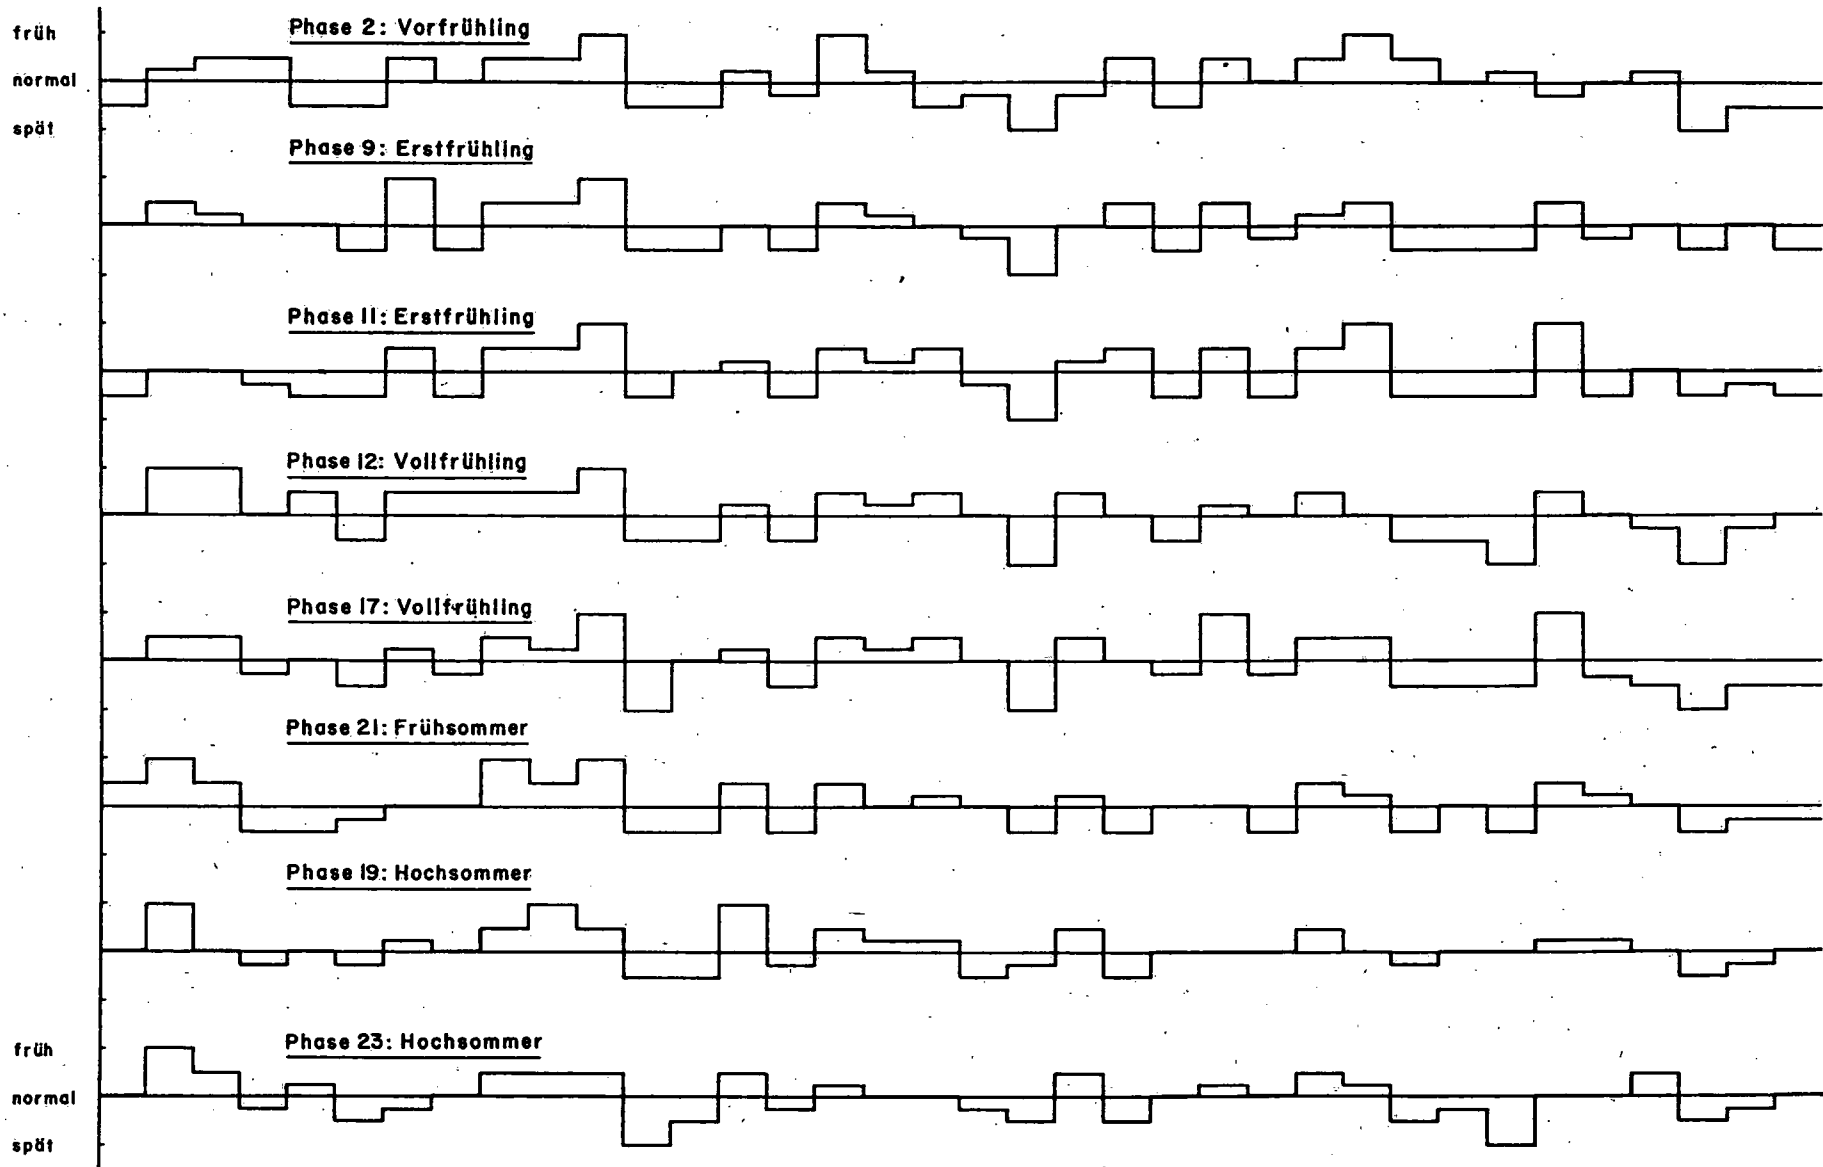 früh
Phase 2: Vorfrühling
normal
spät
Phase 9: Erstfrühling
Phase 11: Erstfrühling
Phase 12: Vollfrühling
Phase 17: Vollfrühling
Phase 21: Frühsommer
Phase 19: Hochsommer
Phase 23: Hochsommer
früh
normal
spät